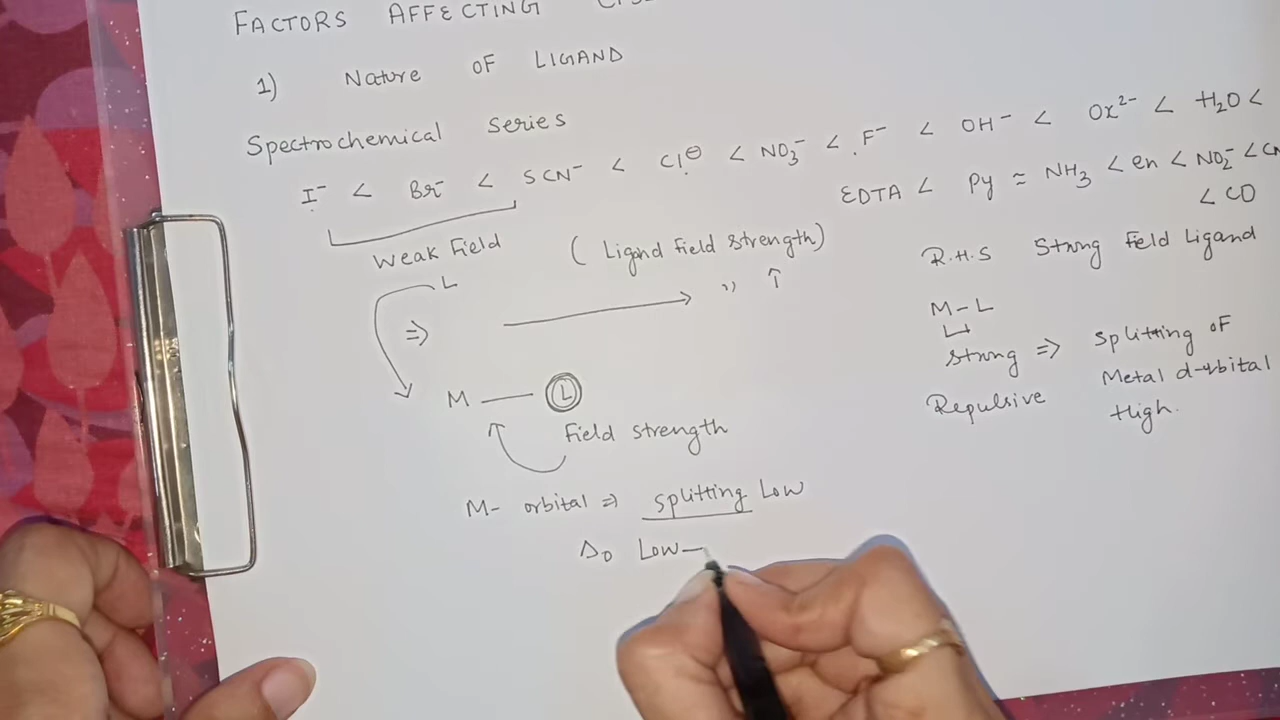 FACTORS AFFECTING
1) Nature OF LIGAND
Spectrochemical Series
I⁻ < Br⁻ < SCN⁻ < Cl⊖ < NO₃⁻ < F⁻ < OH⁻ < Ox²⁻ < H₂O <
EDTA < Py ≈ NH₃ < en < NO₂⁻ < CN
< CO
weak Field
(Ligand field strength)
L
⇒ ⟶ ,, ↑
M — L
Field strength
M- orbital ⇒ splitting Low
Δ₀ Low—
R.H.S Strong Field Ligand
M-L
strong ⇒ splitting OF
Repulsive Metal d-orbital
High.